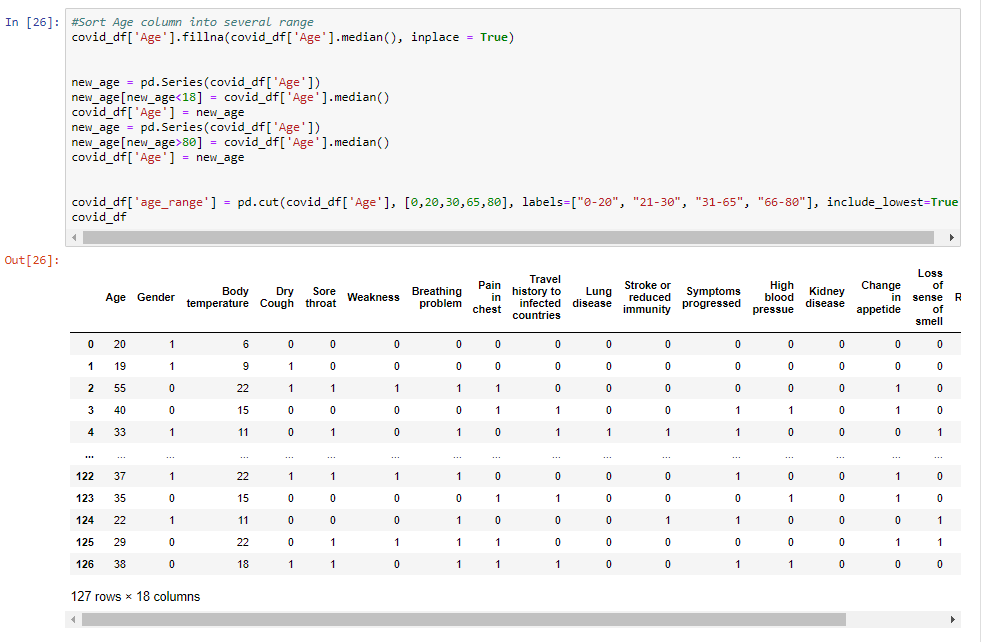 In [26]: #Sort Age column into several range
covid_df['Age'].fillna(covid_df['Age'].median(), inplace = True)
new_age = pd.Series(covid_df['Age'])
new_age[new_age<18] = covid_df['Age'].median()
covid_df['Age'] = new_age
new_age = pd.Series(covid_df['Age'])
new_age[new_age>80] = covid_df['Age'].median()
covid_df['Age'] = new_age
covid_df['age_range'] = pd.cut(covid_df['Age'], [0,20,30,65,80], labels=["0-20", "21-30", "31-65", "66-80"], include_lowest=True
covid_df
Out[26]:
Age Gender Body temperature Dry Cough Sore throat Weakness Breathing problem Pain in chest Travel history to infected countries Lung disease Stroke or reduced immunity Symptoms progressed High blood pressue Kidney disease Change in appetide Loss of sense of smell R
0 20 1 6 0 0 0 0 0 0 0 0 0 0 0 0 0
1 19 1 9 1 0 0 0 0 0 0 0 0 0 0 0 0
2 55 0 22 1 1 1 1 1 0 0 0 0 0 0 1 0
3 40 0 15 0 0 0 0 1 1 0 0 1 1 0 1 0
4 33 1 11 0 1 0 1 0 1 1 1 1 0 0 0 1
... ... ... ... ... ... ... ... ... ... ... ... ... ... ... ... ...
122 37 1 22 1 1 1 1 0 0 0 0 1 0 0 1 0
123 35 0 15 0 0 0 0 1 1 0 0 0 1 0 1 0
124 22 1 11 0 0 0 1 0 0 0 1 1 0 0 0 1
125 29 0 22 0 1 1 1 1 0 0 0 0 0 0 1 1
126 38 0 18 1 1 0 1 1 1 0 0 1 1 0 0 0
127 rows × 18 columns